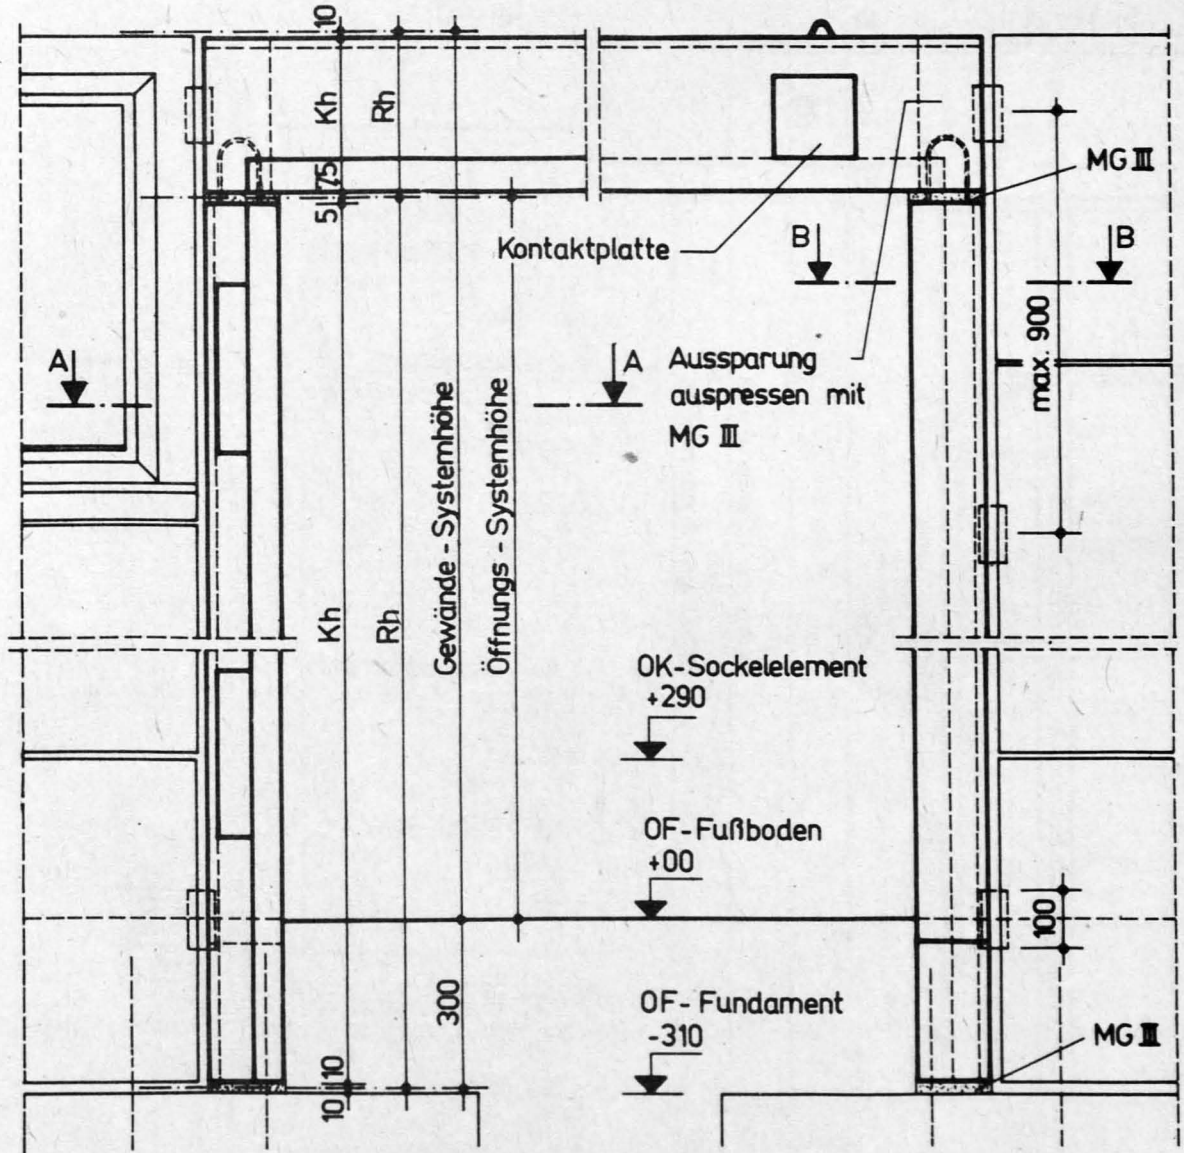 10
Kh
Rh
5 75
MG III
Kontaktplatte
B
B
max. 900
A
A
Aussparung
auspressen mit
MG III
Gewände - Systemhöhe
Öffnungs - Systemhöhe
Kh
Rh
OK-Sockelelement
+290
OF-Fußboden
+00
100
300
OF- Fundament
-310
MG III
10 10